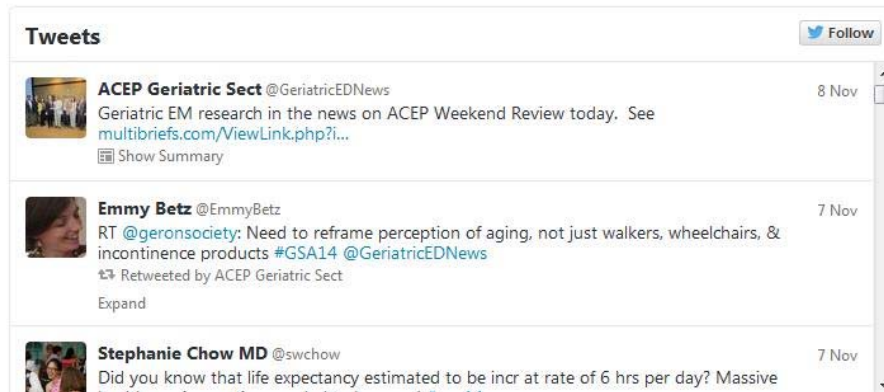 Tweets
Follow
ACEP Geriatric Sect @GeriatricEDNews
8 Nov
Geriatric EM research in the news on ACEP Weekend Review today. See
multibriefs.com/ViewLink.php?i...
Show Summary
Emmy Betz @EmmyBetz
7 Nov
RT @geronsociety: Need to reframe perception of aging, not just walkers, wheelchairs, &
incontinence products #GSA14 @GeriatricEDNews
Retweeted by ACEP Geriatric Sect
Expand
Stephanie Chow MD @swchow
7 Nov
Did you know that life expectancy estimated to be incr at rate of 6 hrs per day? Massive